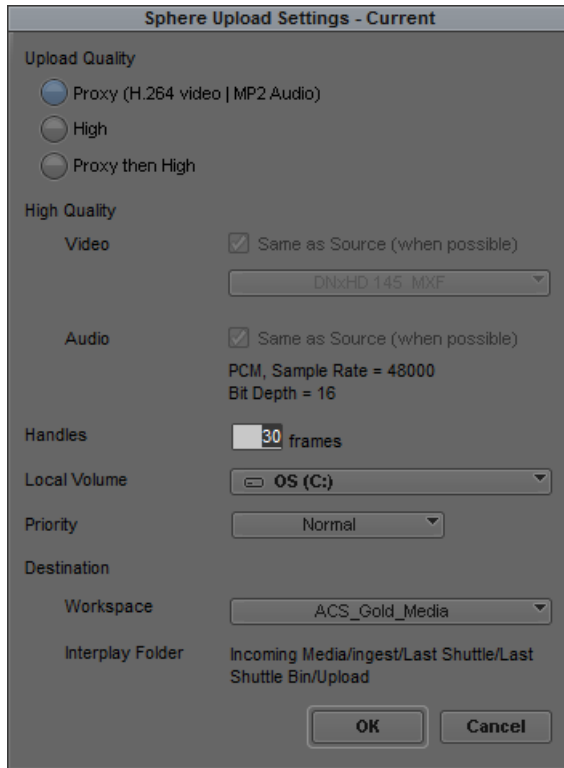 Sphere Upload Settings - Current
Upload Quality
Proxy (H.264 video | MP2 Audio)
High
Proxy then High
High Quality
Video
Same as Source (when possible)
DNxHD 145 MXF
Audio
Same as Source (when possible)
PCM, Sample Rate = 48000
Bit Depth = 16
Handles
30 frames
Local Volume
OS (C:)
Priority
Normal
Destination
Workspace
ACS_Gold_Media
Interplay Folder
Incoming Media/ingest/Last Shuttle/Last
Shuttle Bin/Upload
OK
Cancel